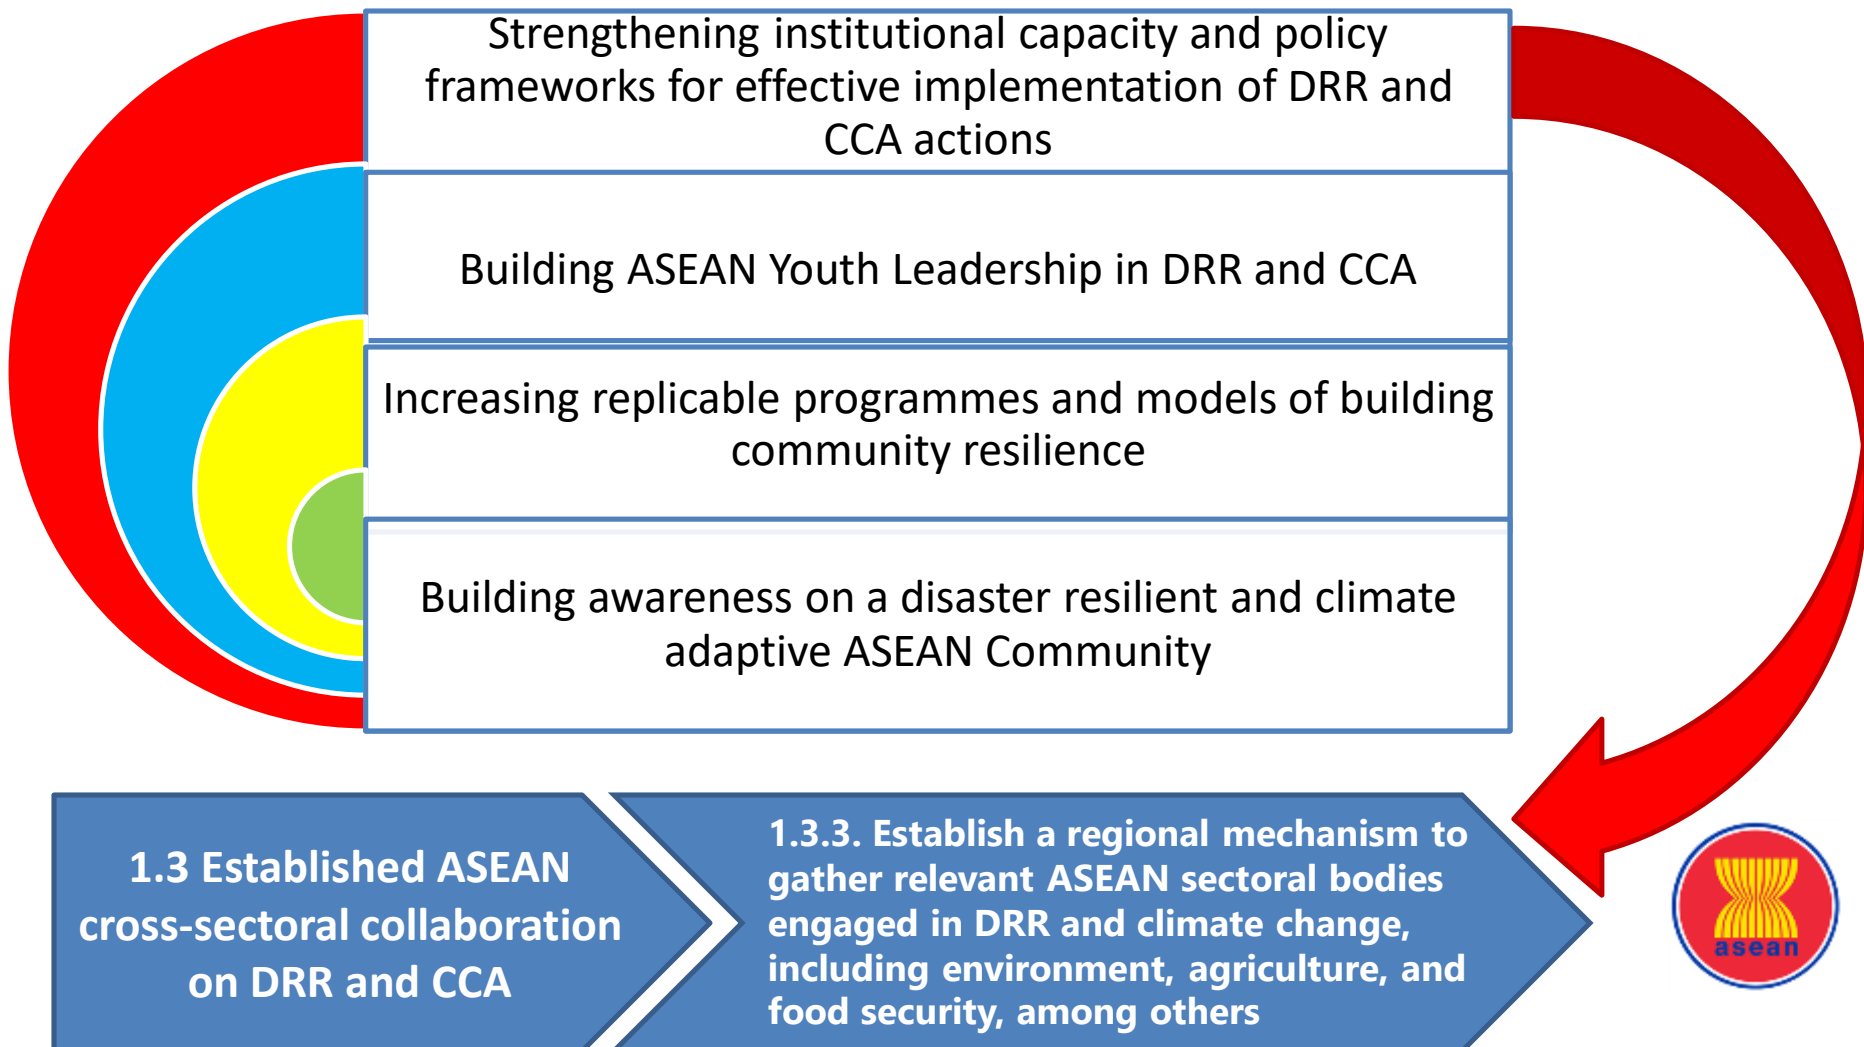 Strengthening institutional capacity and policy
frameworks for effective implementation of DRR and
CCA actions
Building ASEAN Youth Leadership in DRR and CCA
Increasing replicable programmes and models of building
community resilience
Building awareness on a disaster resilient and climate
adaptive ASEAN Community
1.3 Established ASEAN
cross-sectoral collaboration
on DRR and CCA
1.3.3. Establish a regional mechanism to
gather relevant ASEAN sectoral bodies
engaged in DRR and climate change,
including environment, agriculture, and
food security, among others
asean